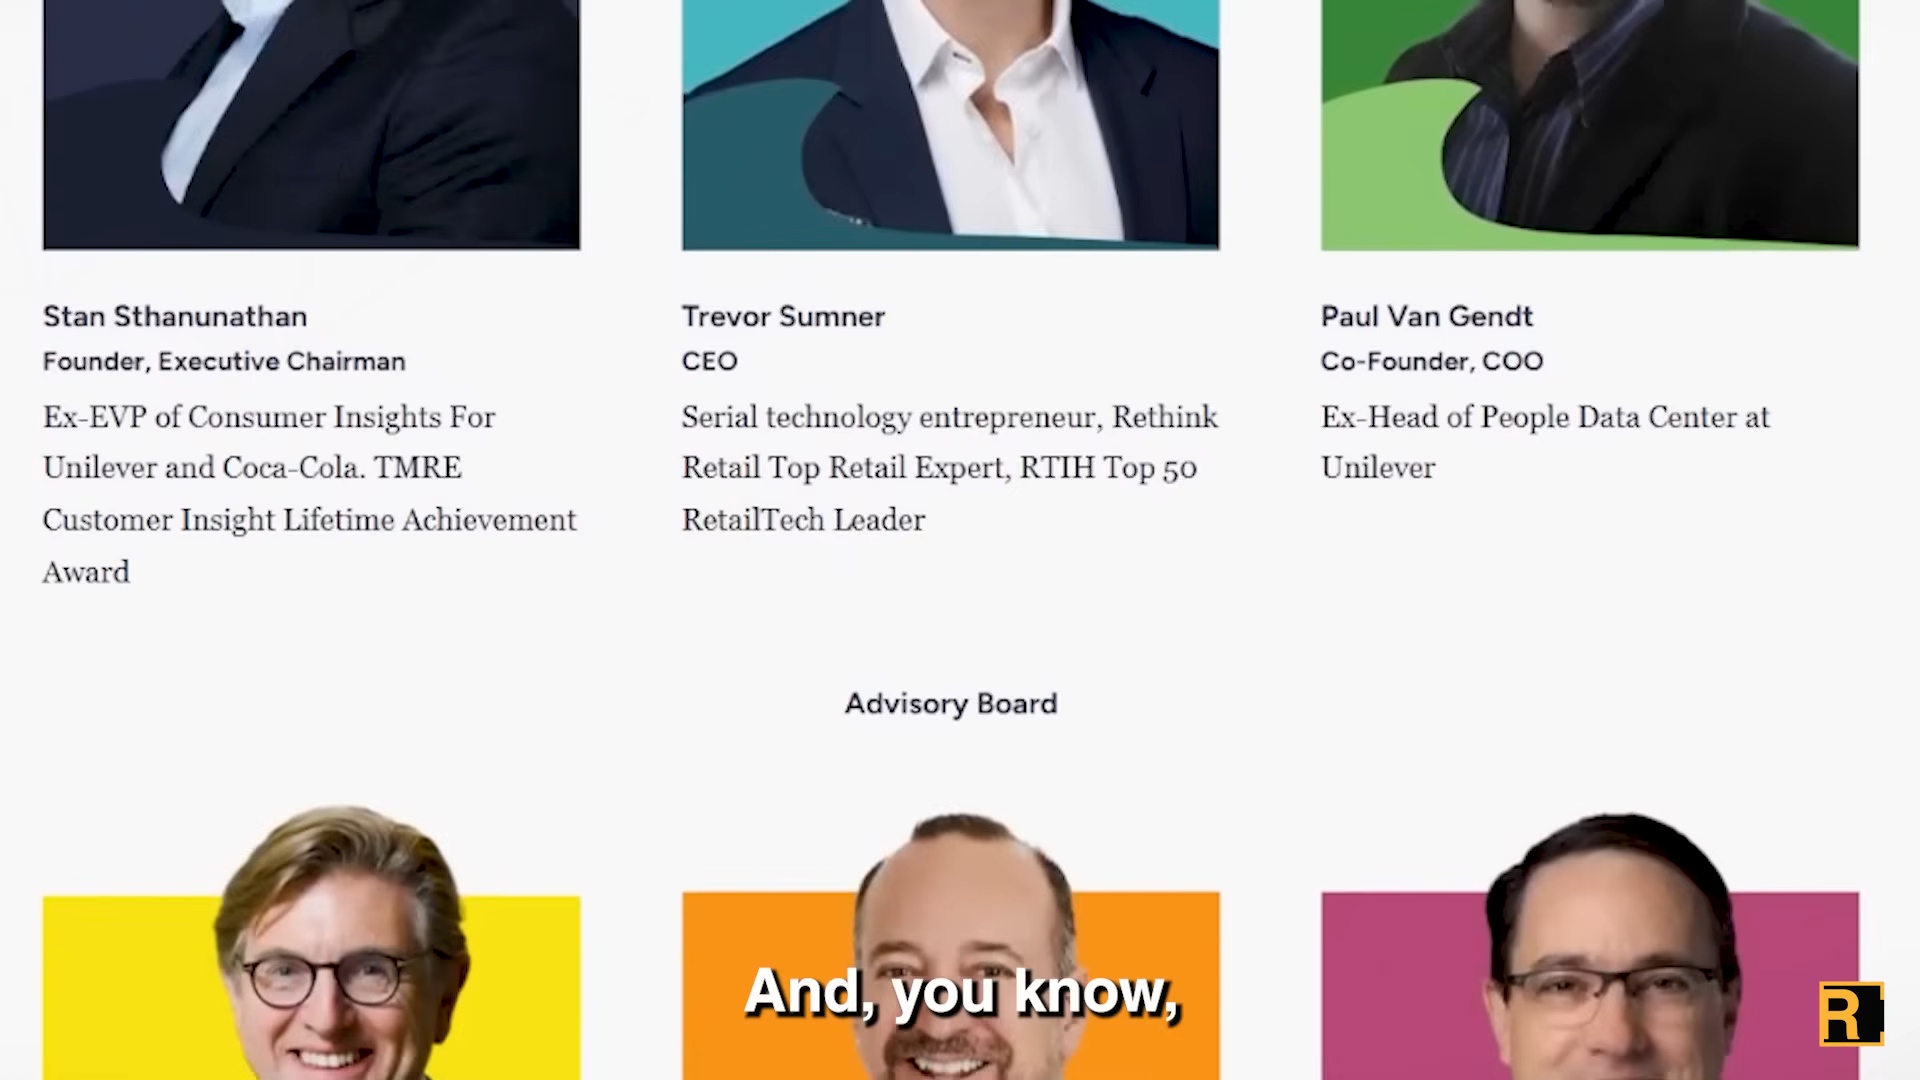 Stan Sthanunathan
Founder, Executive Chairman
Ex-EVP of Consumer Insights For
Unilever and Coca-Cola. TMRE
Customer Insight Lifetime Achievement
Award
Trevor Sumner
CEO
Serial technology entrepreneur, Rethink
Retail Top Retail Expert, RTIH Top 50
RetailTech Leader
Paul Van Gendt
Co-Founder, COO
Ex-Head of People Data Center at
Unilever
Advisory Board
And, you know,
R